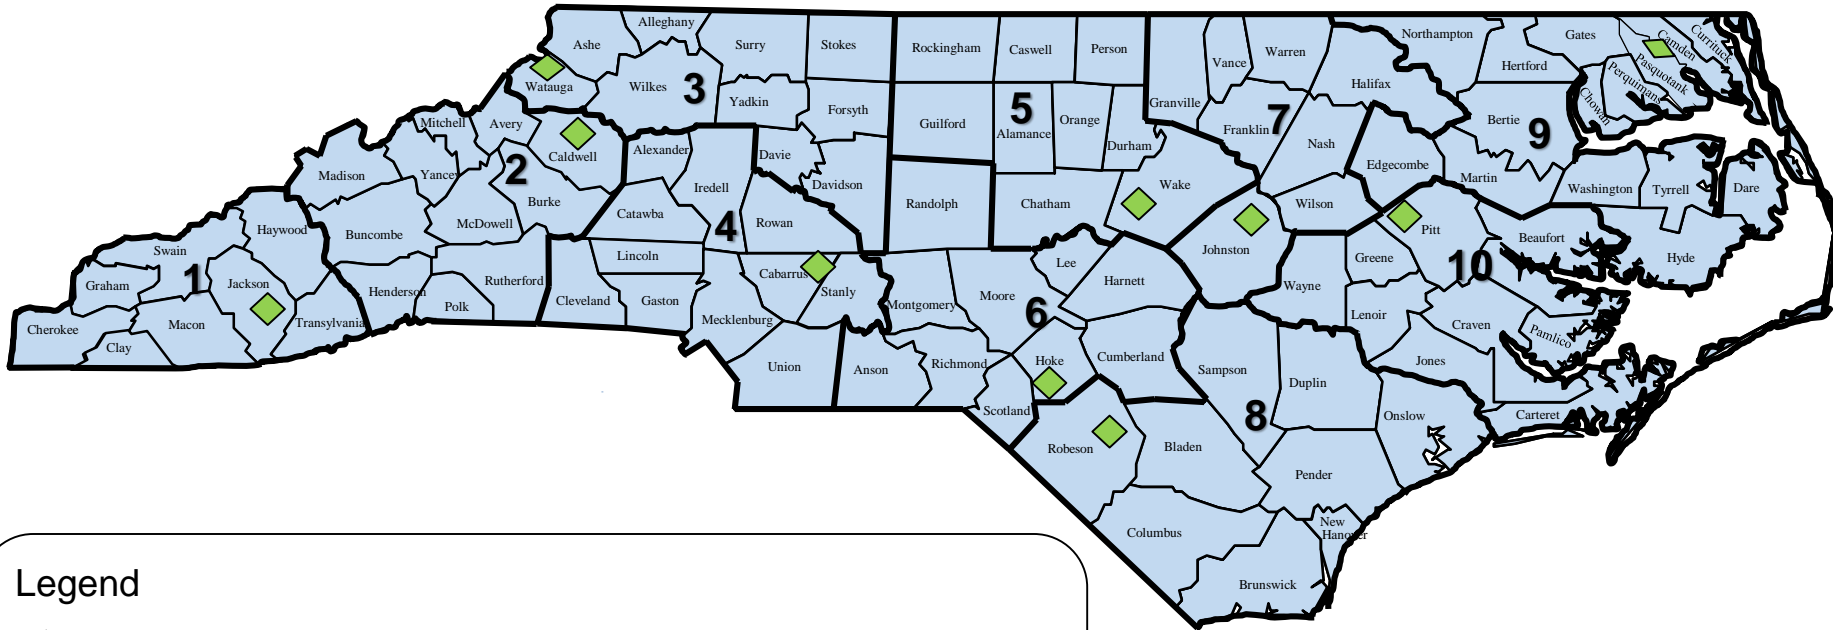 Alleghany
Ashe
Surry
Stokes
Rockingham
Caswell
Person
Vance
Warren
Northampton
Gates
Camden
Currituck
Watauga
Wilkes
3
Yadkin
Forsyth
Guilford
5
Alamance
Orange
Durham
Granville
Franklin
7
Halifax
Hertford
Pasquotank
Perquimans
Chowan
Mitchell
Avery
Caldwell
Alexander
Davie
Nash
Edgecombe
Bertie
9
Madison
Yancey
2
Burke
Iredell
Davidson
Randolph
Chatham
Wake
Wilson
Martin
Washington
Tyrrell
Dare
Haywood
Buncombe
McDowell
Catawba
4
Rowan
Johnston
Pitt
Beaufort
Hyde
Swain
1
Graham
Jackson
Henderson
Polk
Rutherford
Lincoln
Cleveland
Gaston
Cabarrus
Stanly
Montgomery
Moore
Lee
Harnett
6
Wayne
Greene
10
Cherokee
Clay
Macon
Transylvania
Mecklenburg
Union
Anson
Richmond
Hoke
Cumberland
Sampson
Duplin
Lenoir
Craven
Pamlico
Jones
Scotland
Robeson
Bladen
8
Onslow
Carteret
Pender
Columbus
New
Hanover
Brunswick
Legend